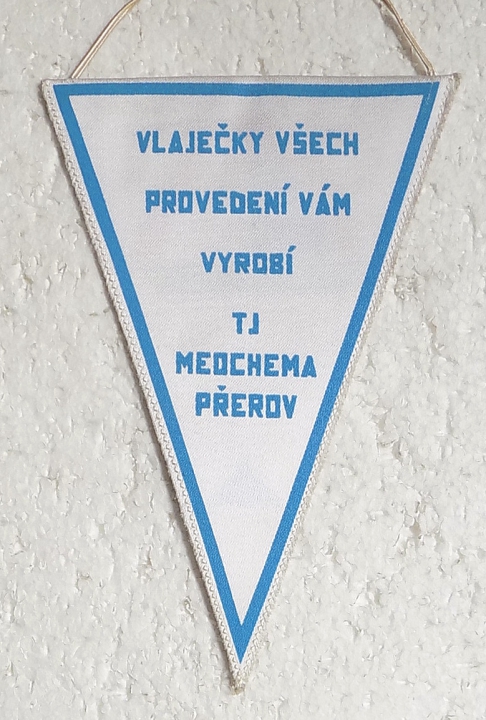 VLAJEČKY VŠECH
PROVEDENÍ VÁM
VYROBÍ
TJ
MEOCHEMA
PŘEROV